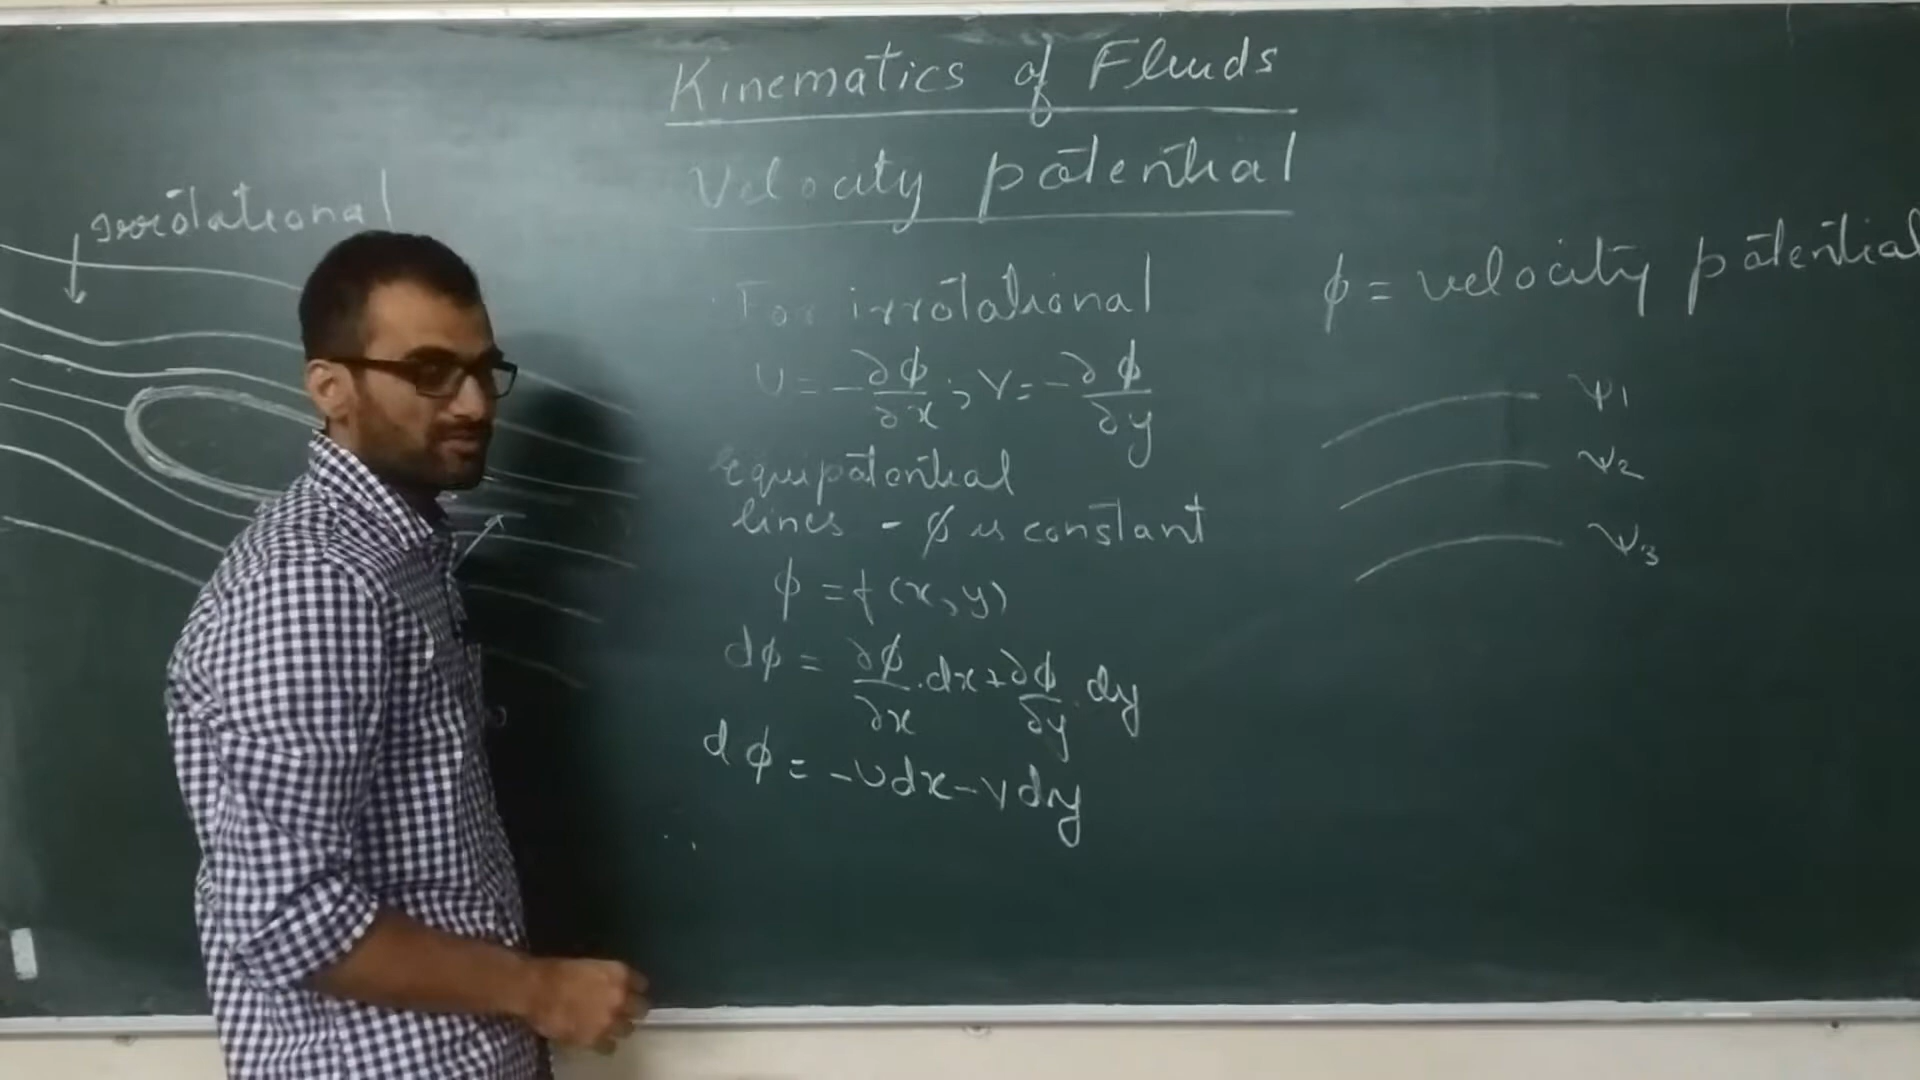 Kinematics of Fluids
Velocity potential
irrotational
For irrotational
U = -∂φ/∂x ; V = -∂φ/∂y
equipotential
lines - φ is constant
φ = f(x, y)
dφ = ∂φ/∂x . dx + ∂φ/∂y . dy
dφ = -Udx - Vdy
φ = velocity potential
ψ1
ψ2
ψ3